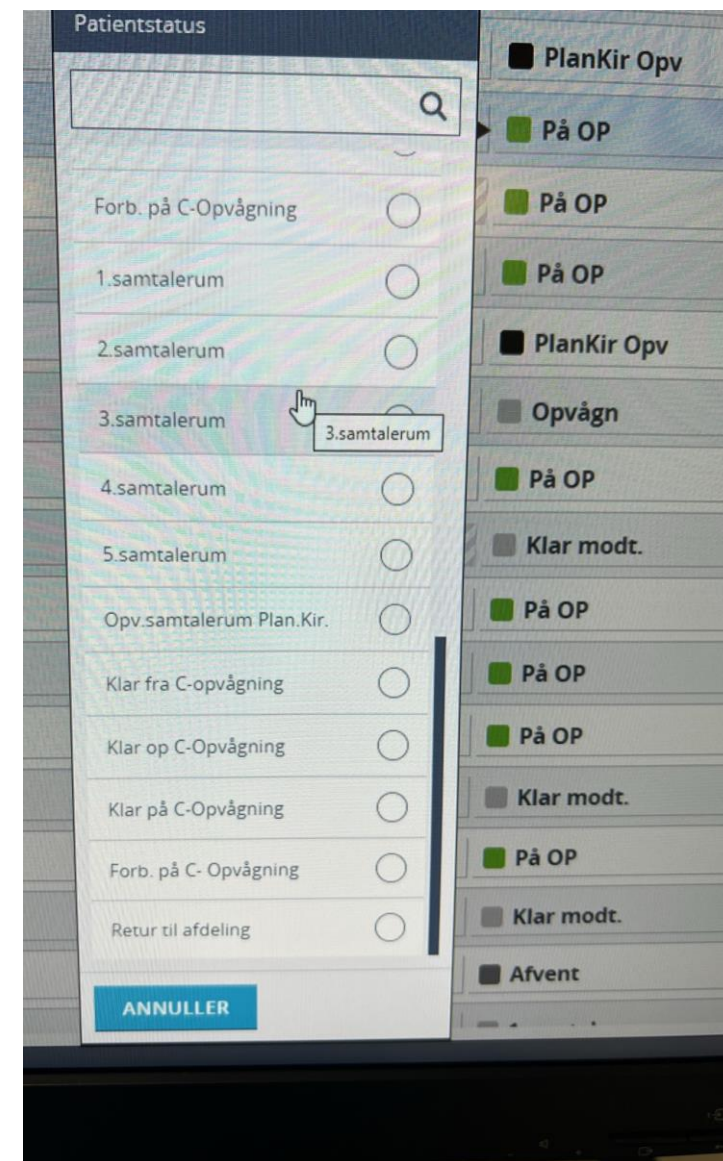 Patientstatus
Forb. på C-Opvågning
1.samtalerum
2.samtalerum
3.samtalerum
3.samtalerum
4.samtalerum
5.samtalerum
Opv.samtalerum Plan.Kir.
Klar fra C-opvågning
Klar op C-Opvågning
Klar på C-Opvågning
Forb. på C- Opvågning
Retur til afdeling
ANNULLER
PlanKir Opv
På OP
På OP
På OP
PlanKir Opv
Opvågn
På OP
Klar modt.
På OP
På OP
På OP
Klar modt.
På OP
Klar modt.
Afvent